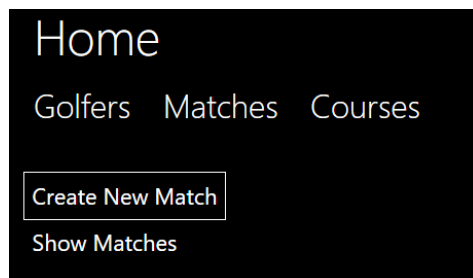 Home
Golfers Matches Courses
Create New Match
Show Matches